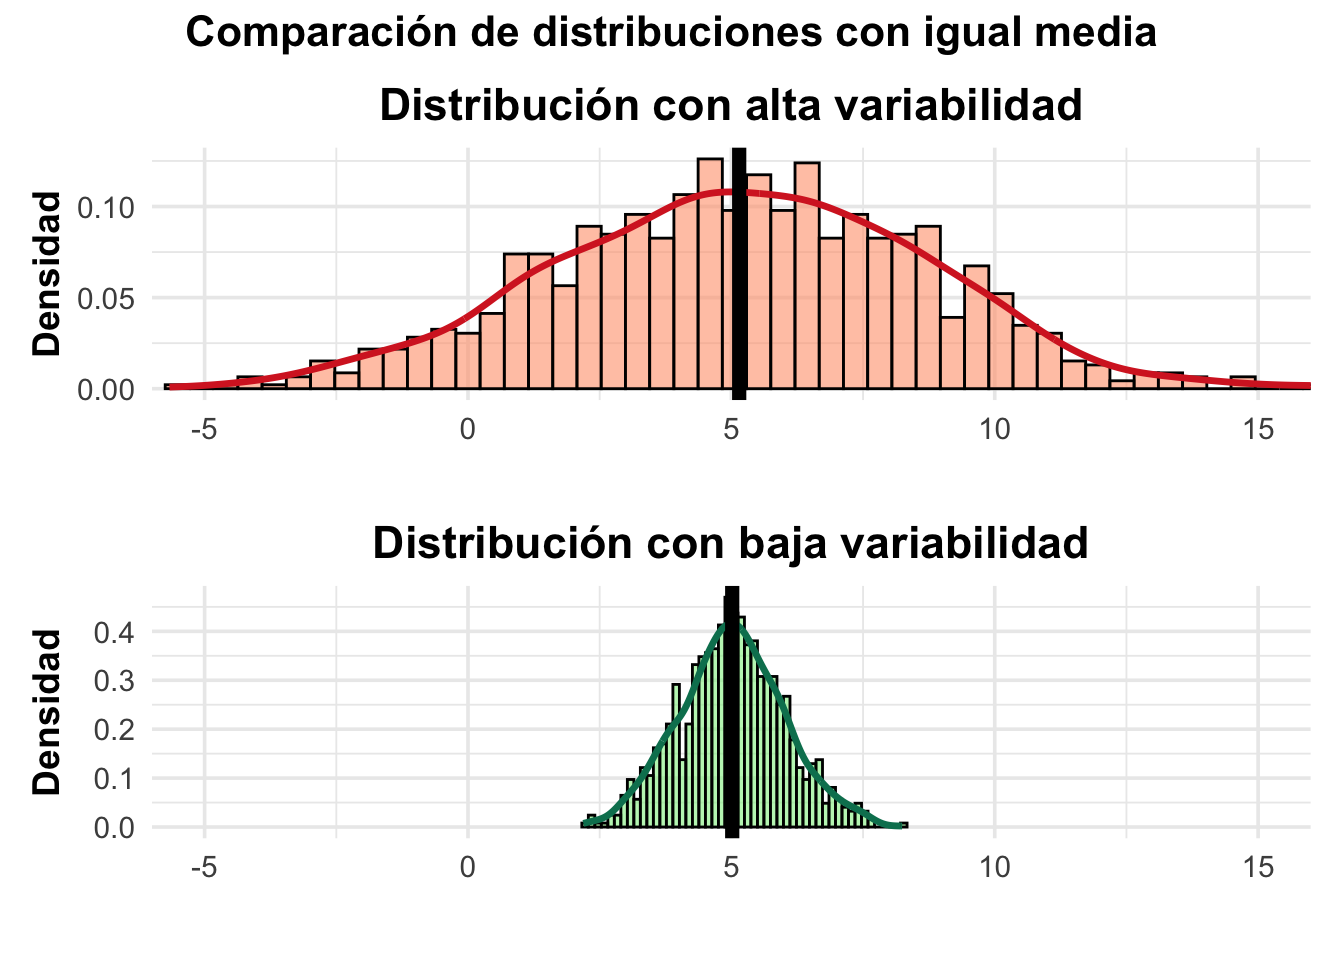 Comparación de distribuciones con igual media
Distribución con alta variabilidad
Densidad
0.10
0.05
0.00
-5 0 5 10 15
Distribución con baja variabilidad
Densidad
0.4
0.3
0.2
0.1
0.0
-5 0 5 10 15